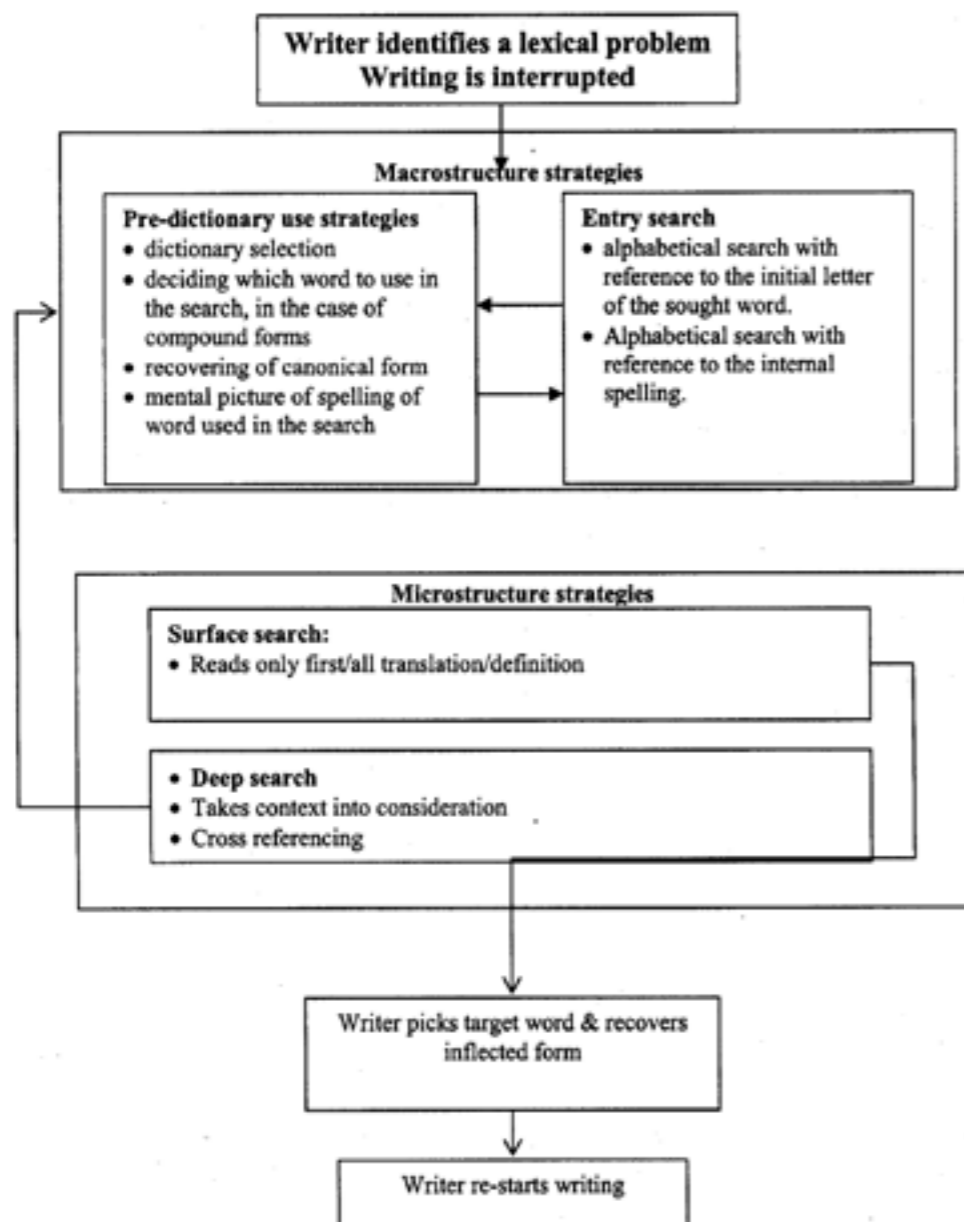 Writer identifies a lexical problem
Writing is interrupted
Macrostructure strategies
Pre-dictionary use strategies
• dictionary selection
• deciding which word to use in
the search, in the case of
compound forms
• recovering of canonical form
• mental picture of spelling of
word used in the search
Entry search
• alphabetical search with
reference to the initial letter
of the sought word.
• Alphabetical search with
reference to the internal
spelling.
Microstructure strategies
Surface search:
• Reads only first/all translation/definition
• Deep search
• Takes context into consideration
• Cross referencing
Writer picks target word & recovers
inflected form
Writer re-starts writing